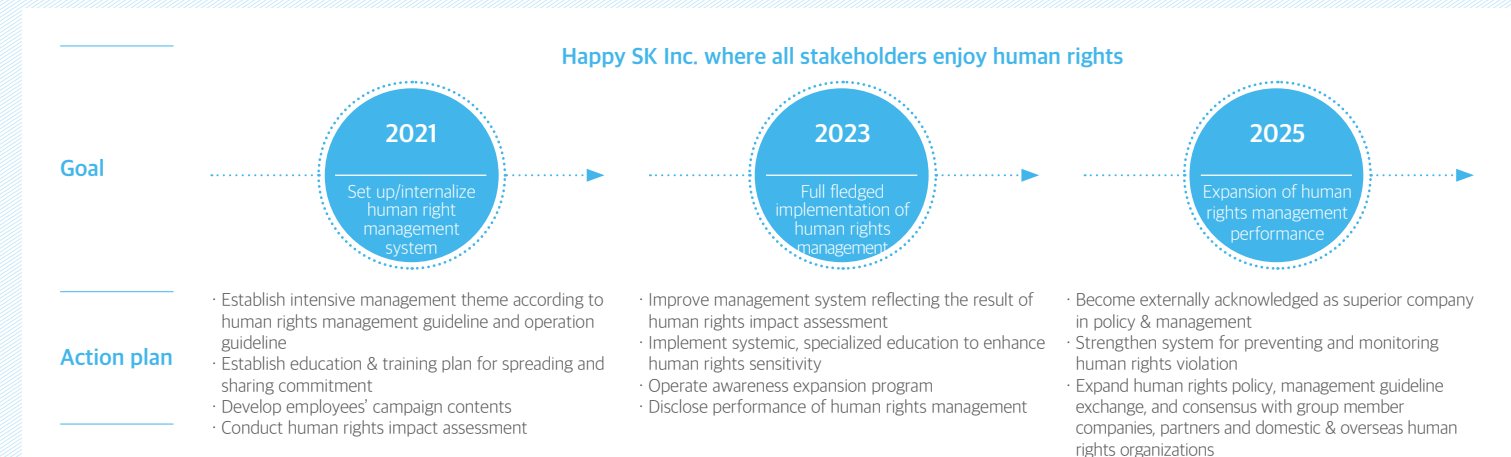 Happy SK Inc. where all stakeholders enjoy human rights
Goal
2021
Set up/internalize
human right
management
system
2023
Full fledged
implementation of
human rights
management
2025
Expansion of human
rights management
performance
Action plan
· Establish intensive management theme according to
human rights management guideline and operation
guideline
· Establish education & training plan for spreading and
sharing commitment
· Develop employees' campaign contents
· Conduct human rights impact assessment
· Improve management system reflecting the result of
human rights impact assessment
· Implement systemic, specialized education to enhance
human rights sensitivity
· Operate awareness expansion program
· Disclose performance of human rights management
· Become externally acknowledged as superior company
in policy & management
· Strengthen system for preventing and monitoring
human rights violation
· Expand human rights policy, management guideline
exchange, and consensus with group member
companies, partners and domestic & overseas human
rights organizations